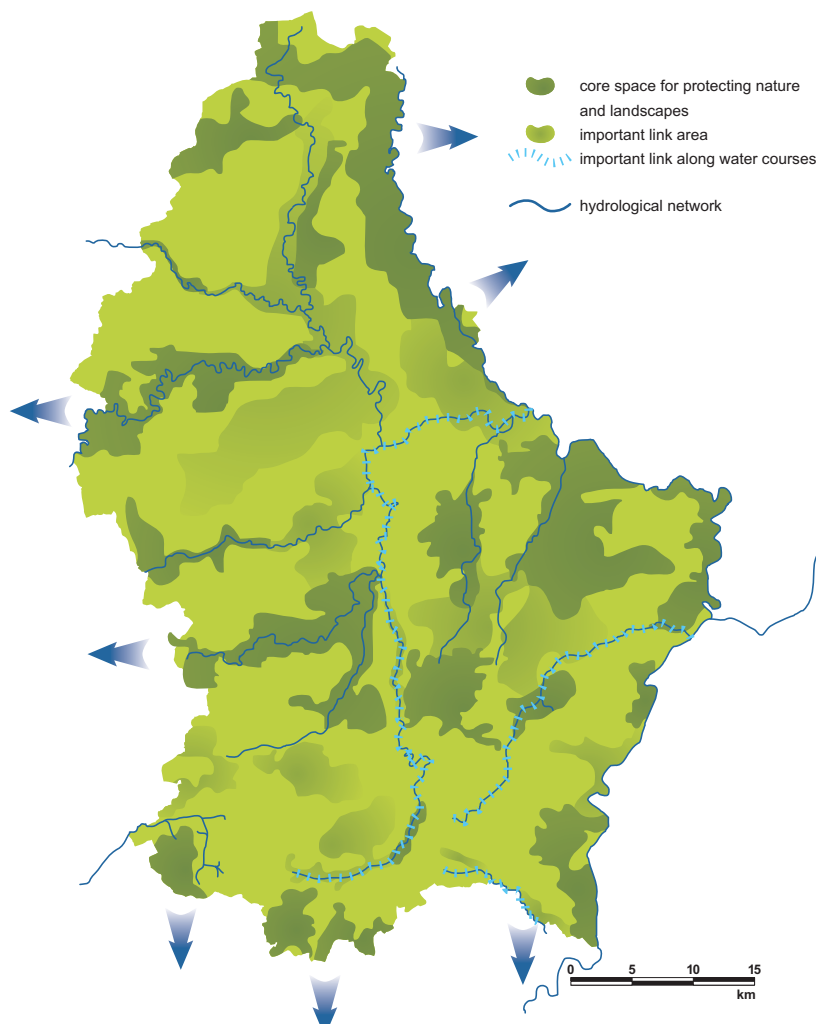 core space for protecting nature
and landscapes
important link area
important link along water courses
hydrological network
0 5 10 15
km